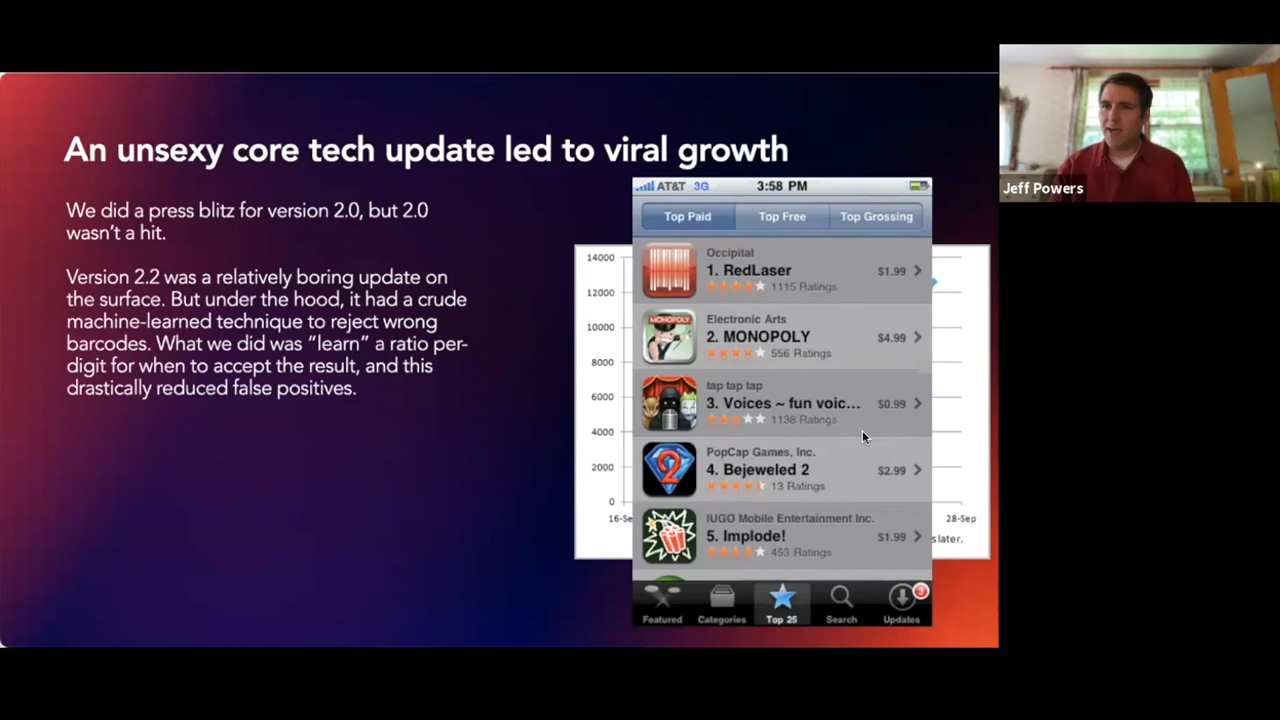 An unsexy core tech update led to viral growth
We did a press blitz for version 2.0, but 2.0
wasn't a hit.
Version 2.2 was a relatively boring update on
the surface. But under the hood, it had a crude
machine-learned technique to reject wrong
barcodes. What we did was “learn” a ratio per-
digit for when to accept the result, and this
drastically reduced false positives.
14000
12000
10000
8000
6000
4000
2000
0
16-Se
28-Sep
slater.
AT&T 3G 3:58 PM
Top Paid Top Free Top Grossing
Occipital
1. RedLaser $1.99
1115 Ratings
MONOPOLY
Electronic Arts
2. MONOPOLY $4.99
556 Ratings
tap tap tap
3. Voices ~ fun voic... $0.99
1138 Ratings
2
PopCap Games, Inc.
4. Bejeweled 2 $2.99
13 Ratings
IUGO Mobile Entertainment Inc.
5. Implode! $1.99
453 Ratings
3
Featured Categories Top 25 Search Updates
Jeff Powers